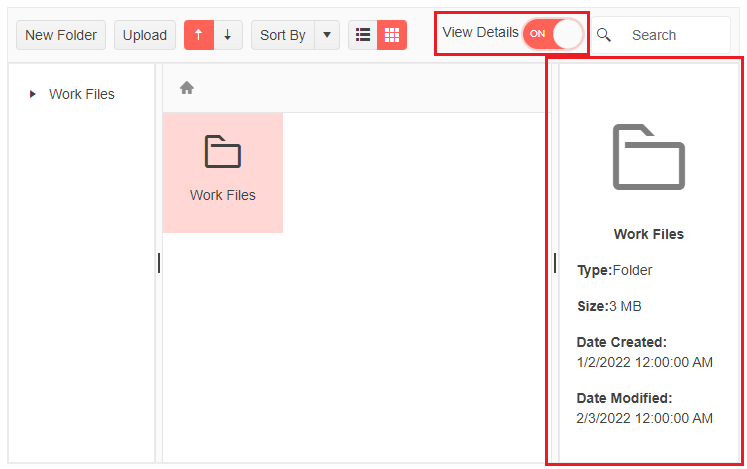 New Folder Upload Sort By View Details ON Search
Work Files
Work Files
Work Files
Type:Folder
Size:3 MB
Date Created:
1/2/2022 12:00:00 AM
Date Modified:
2/3/2022 12:00:00 AM